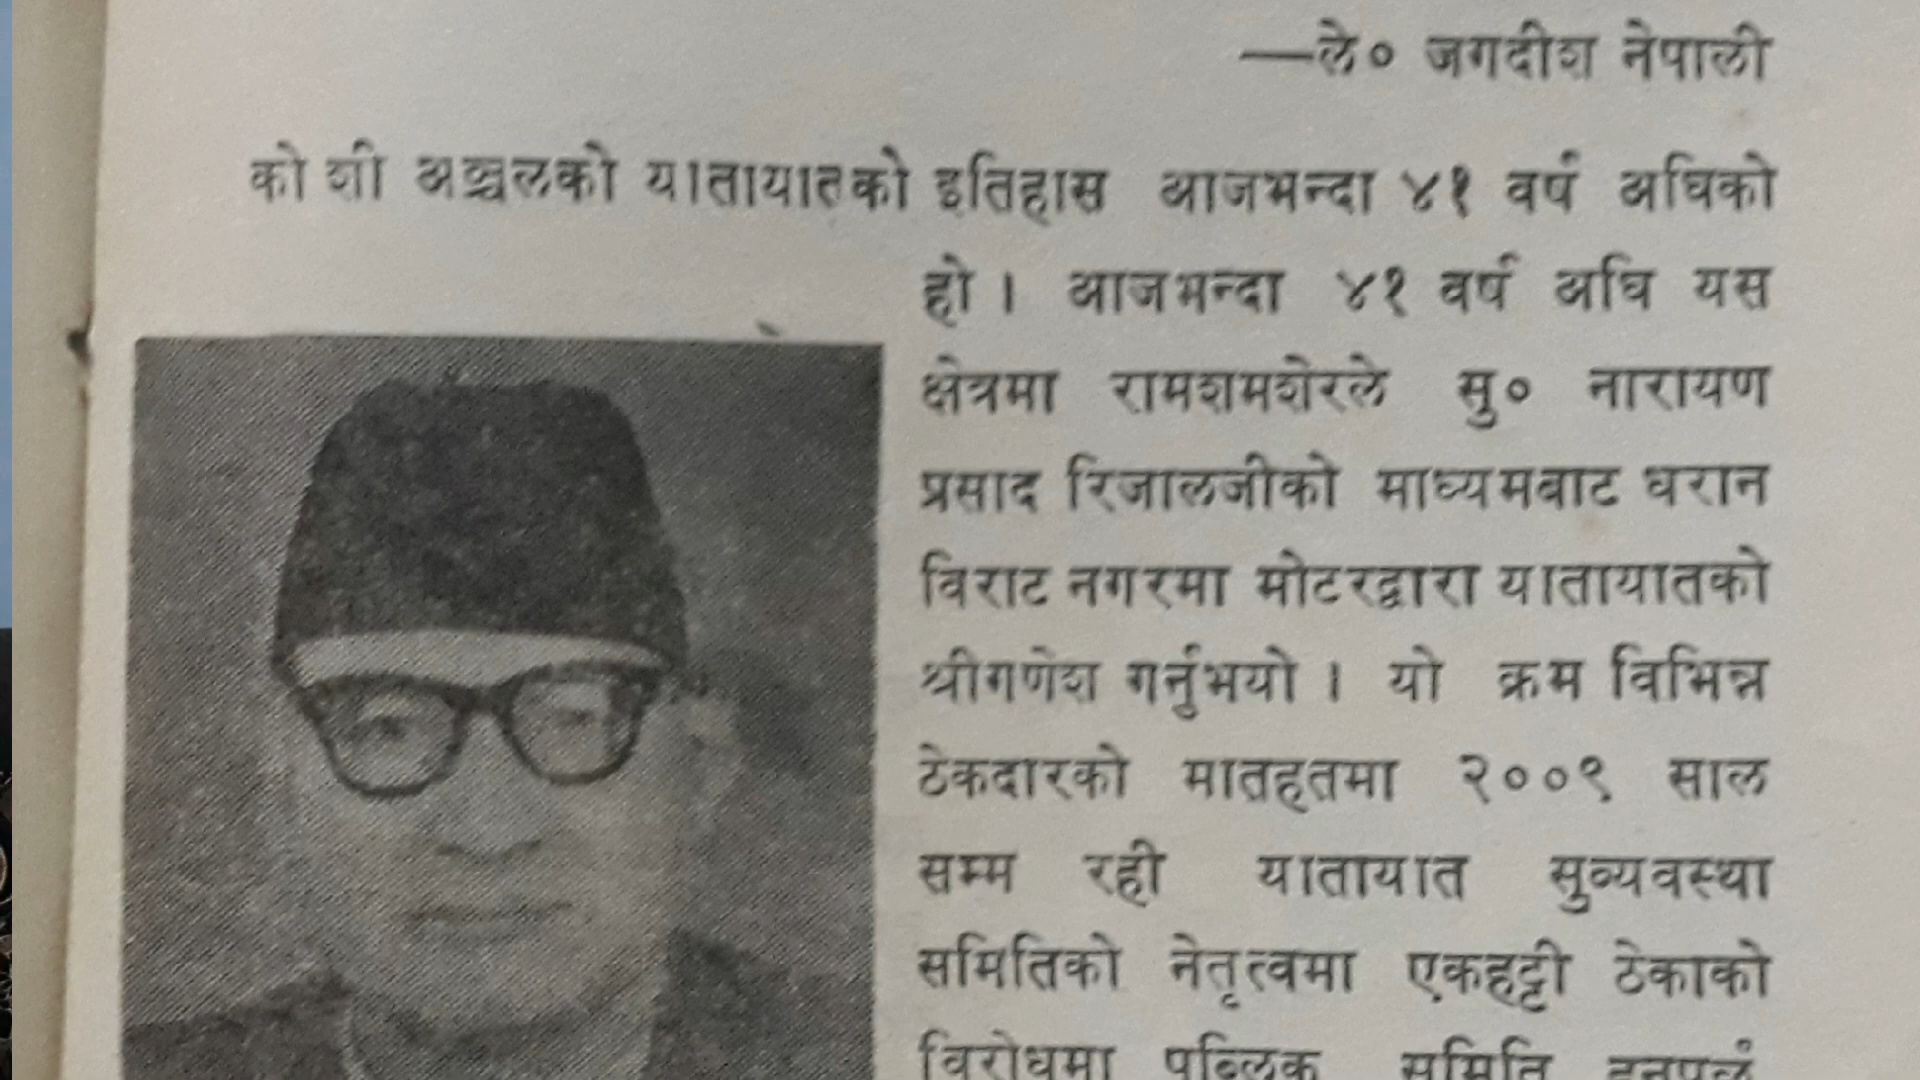 —ले० जगदीश नेपाली
कोशी अञ्चलको यातायातको इतिहास आजभन्दा ४१ वर्ष अघिको
हो । आजभन्दा ४१ वर्ष अघि यस
क्षेत्रमा रामशमशेरले सु० नारायण
प्रसाद रिजालजीको माध्यमबाट धरान
विराट नगरमा मोटरद्वारा यातायातको
श्रीगणेश गर्नुभयो । यो क्रम विभिन्न
ठेकदारको मातहतमा २००९ साल
सम्म रही यातायात सुव्यवस्था
समितिको नेतृत्वमा एकहट्टी ठेकाको
विरोधमा पब्लिक समिति